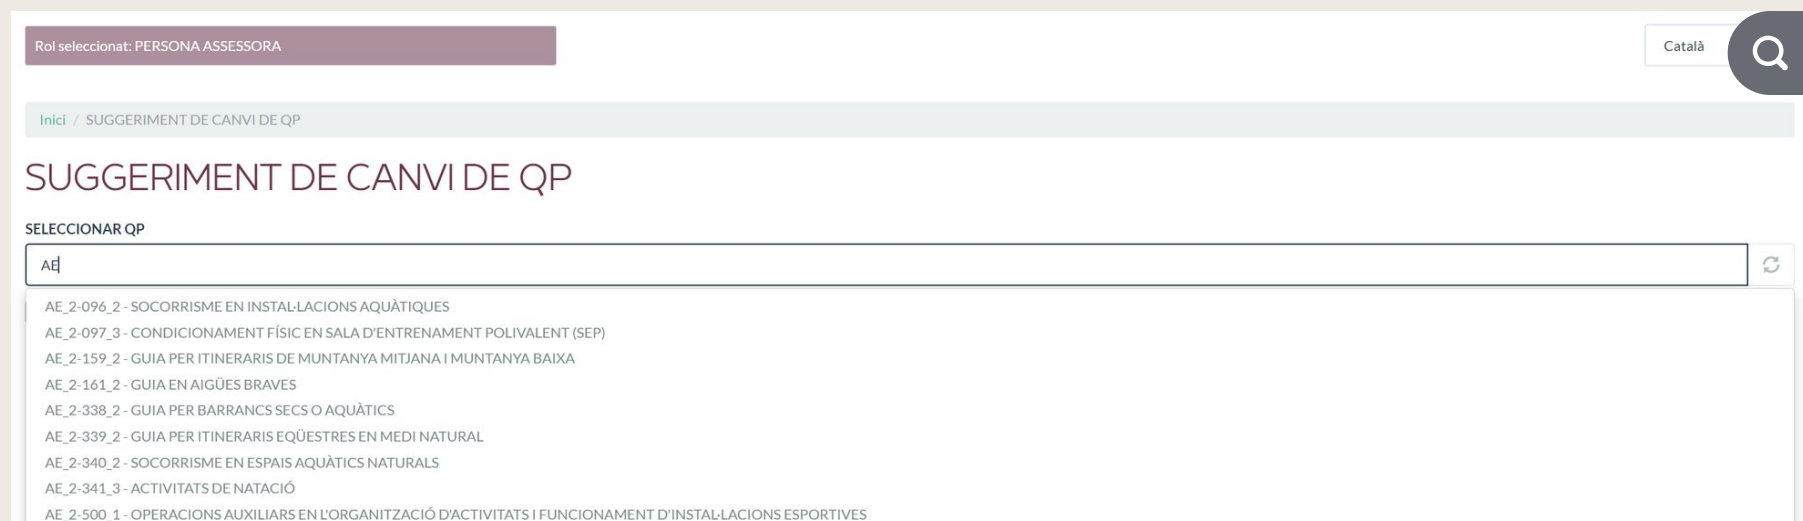 Rol seleccionat: PERSONA ASSESSORA
Català
Inici / SUGGERIMENT DE CANVI DE QP
SUGGERIMENT DE CANVI DE QP
SELECCIONAR QP
AE
AE_2-096_2 - SOCORRISME EN INSTAL·LACIONS AQUÀTIQUES
AE_2-097_3 - CONDICIONAMENT FÍSIC EN SALA D'ENTRENAMENT POLIVALENT (SEP)
AE_2-159_2 - GUIA PER ITINERARIS DE MUNTANYA MITJANA I MUNTANYA BAIXA
AE_2-161_2 - GUIA EN AIGÜES BRAVES
AE_2-338_2 - GUIA PER BARRANCS SECS O AQUÀTICS
AE_2-339_2 - GUIA PER ITINERARIS EQÜESTRES EN MEDI NATURAL
AE_2-340_2 - SOCORRISME EN ESPAIS AQUÀTICS NATURALS
AE_2-341_3 - ACTIVITATS DE NATACIÓ
AE_2-500_1 - OPERACIONS AUXILIARS EN L'ORGANITZACIÓ D'ACTIVITATS I FUNCIONAMENT D'INSTAL·LACIONS ESPORTIVES